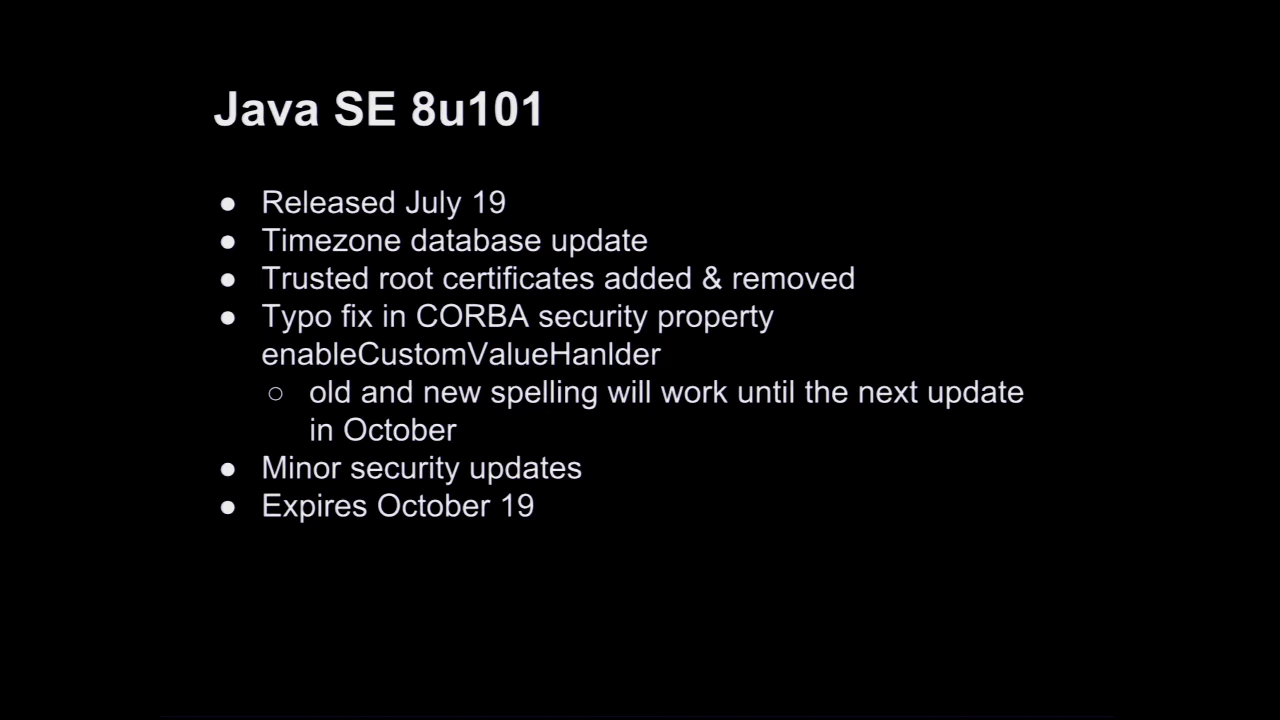 Java SE 8u101
● Released July 19
● Timezone database update
● Trusted root certificates added & removed
● Typo fix in CORBA security property
enableCustomValueHanlder
○ old and new spelling will work until the next update
in October
● Minor security updates
● Expires October 19